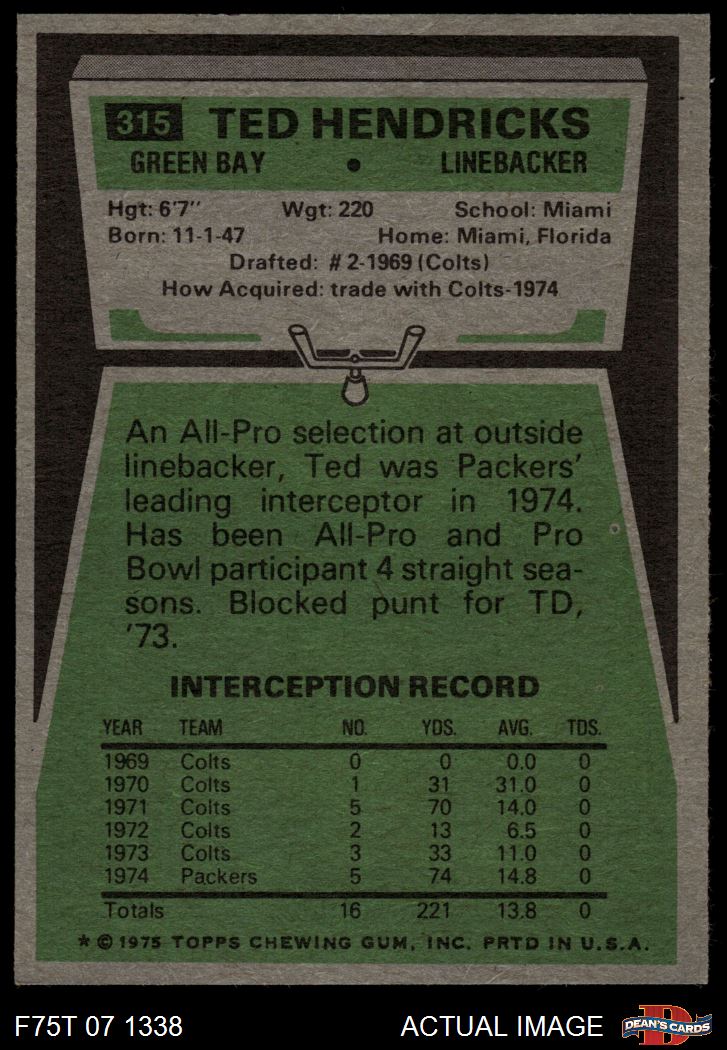 315 TED HENDRICKS
GREEN BAY • LINEBACKER
Hgt: 6'7" Wgt: 220 School: Miami
Born: 11-1-47 Home: Miami, Florida
Drafted: #2-1969 (Colts)
How Acquired: trade with Colts-1974
An All-Pro selection at outside
linebacker, Ted was Packers'
leading interceptor in 1974.
Has been All-Pro and Pro
Bowl participant 4 straight sea-
sons. Blocked punt for TD,
'73.
INTERCEPTION RECORD
YEAR TEAM NO. YDS. AVG. TDS.
1969 Colts 0 0 0.0 0
1970 Colts 1 31 31.0 0
1971 Colts 5 70 14.0 0
1972 Colts 2 13 6.5 0
1973 Colts 3 33 11.0 0
1974 Packers 5 74 14.8 0
Totals 16 221 13.8 0
* © 1975 TOPPS CHEWING GUM, INC. PRTD IN U.S.A.
F75T 07 1338 ACTUAL IMAGE D DEAN'S CARDS